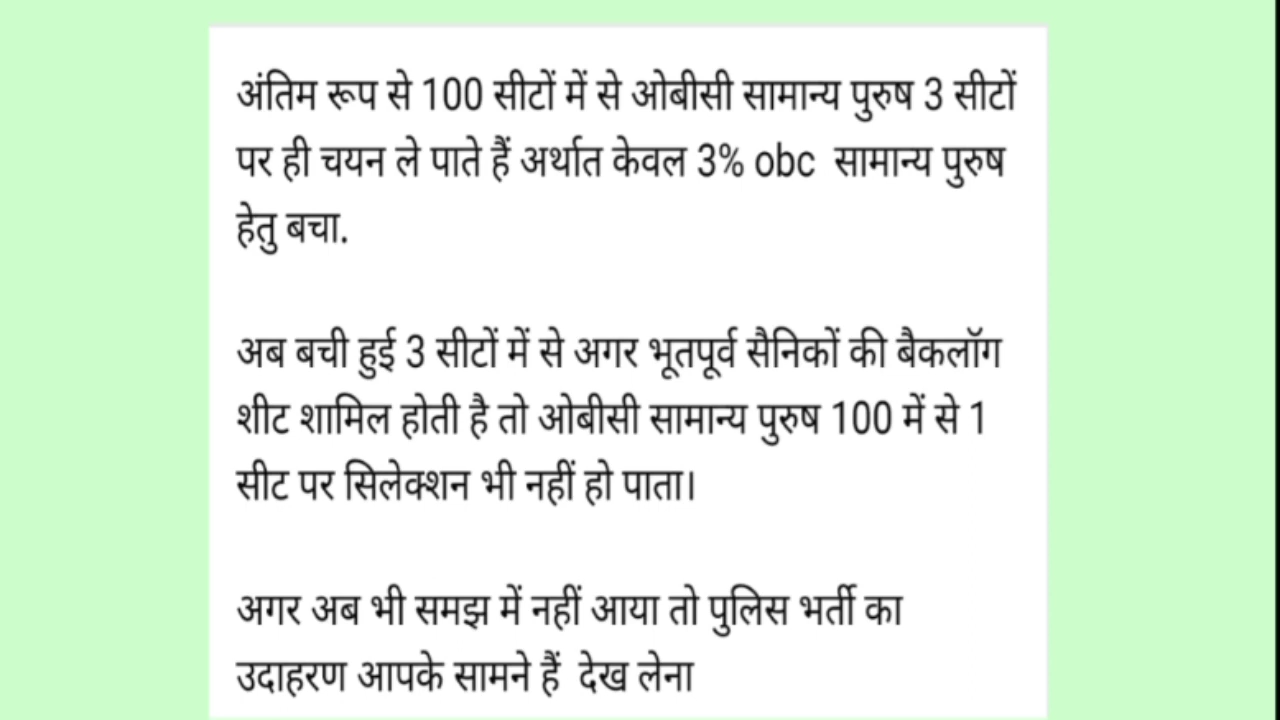 अंतिम रूप से 100 सीटों में से ओबीसी सामान्य पुरुष 3 सीटों
पर ही चयन ले पाते हैं अर्थात केवल 3% obc सामान्य पुरुष
हेतु बचा.
अब बची हुई 3 सीटों में से अगर भूतपूर्व सैनिकों की बैकलॉग
शीट शामिल होती है तो ओबीसी सामान्य पुरुष 100 में से 1
सीट पर सिलेक्शन भी नहीं हो पाता।
अगर अब भी समझ में नहीं आया तो पुलिस भर्ती का
उदाहरण आपके सामने हैं देख लेना